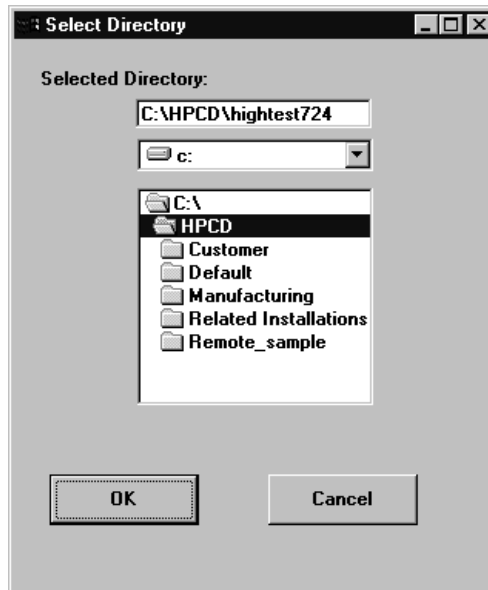 Select Directory
Selected Directory:
C:\HPCD\hightest724
c:
C:\
HPCD
Customer
Default
Manufacturing
Related Installations
Remote_sample
OK
Cancel